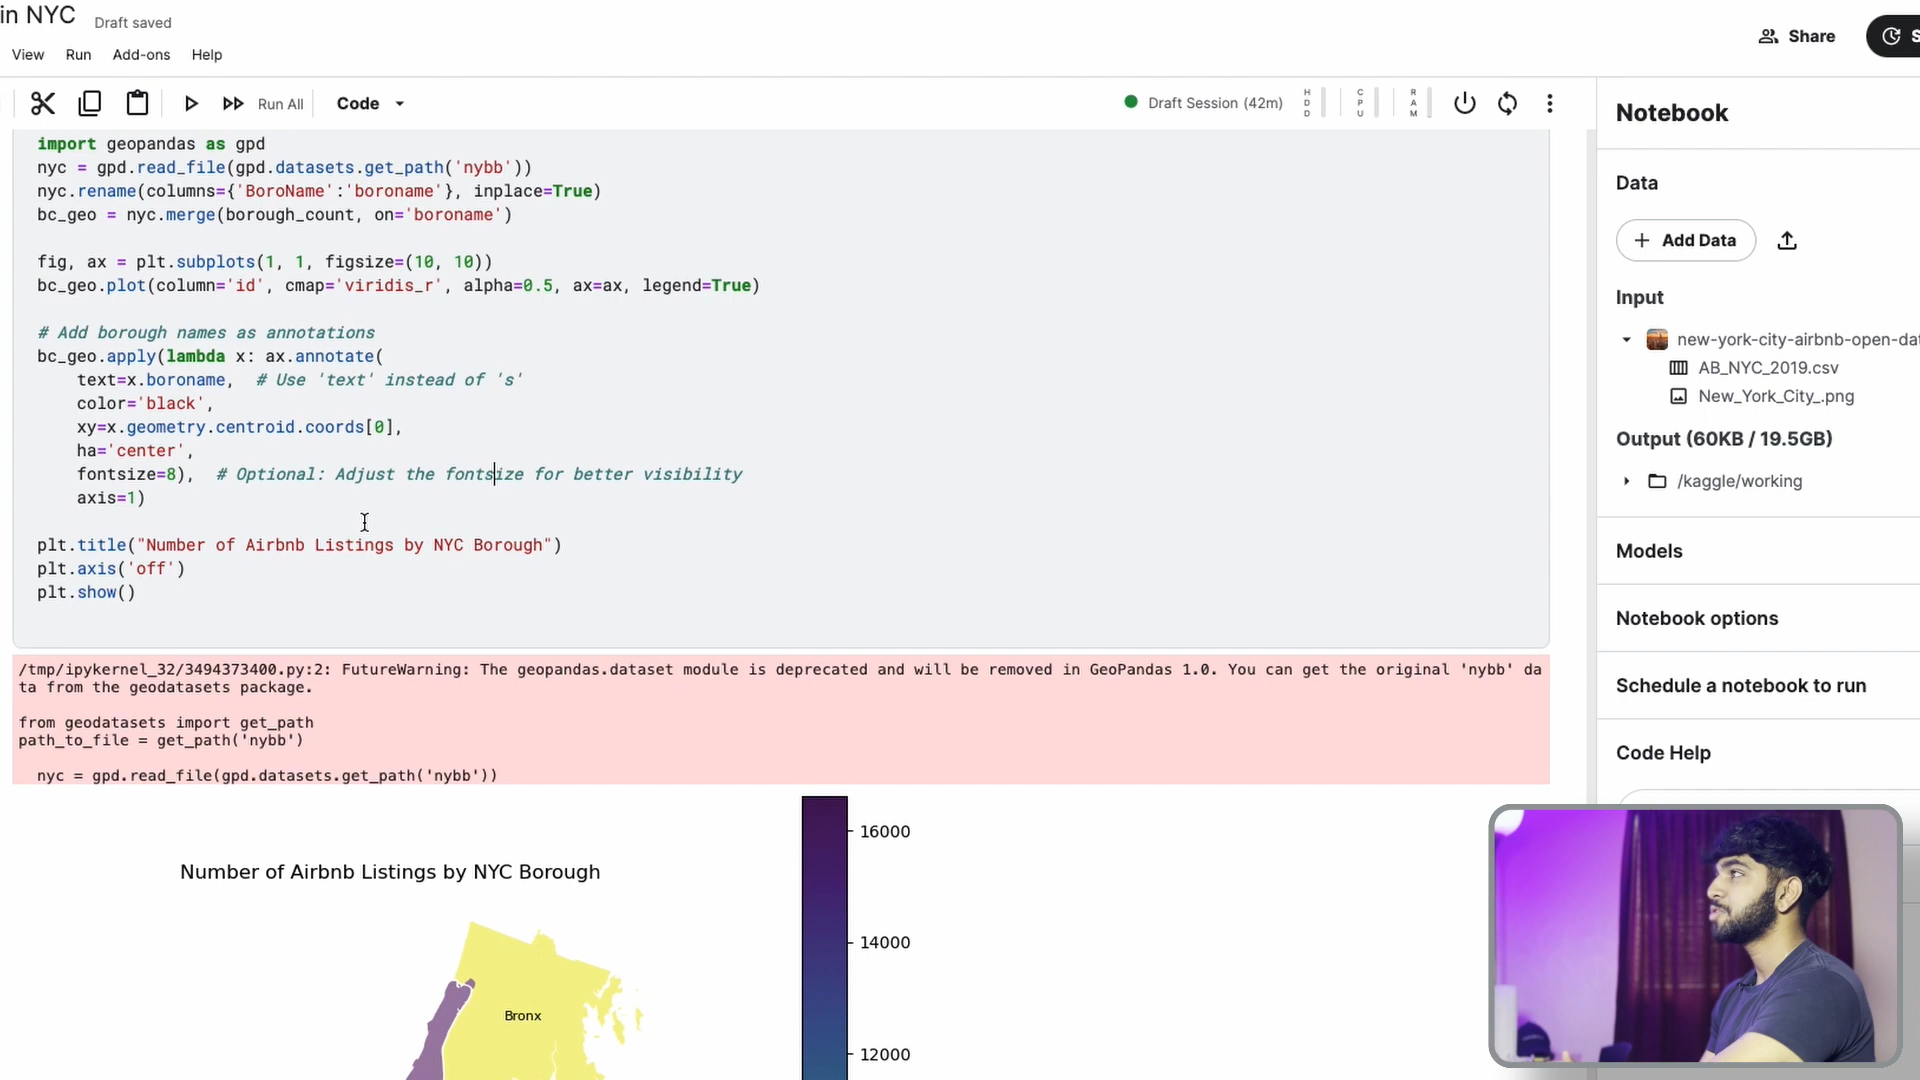 in NYC
Draft saved
View Run Add-ons Help
Share
S
Run All
Code
Draft Session (42m)
HDD
CPU
RAM
import geopandas as gpd
nyc = gpd.read_file(gpd.datasets.get_path('nybb'))
nyc.rename(columns={'BoroName':'boroname'}, inplace=True)
bc_geo = nyc.merge(borough_count, on='boroname')
fig, ax = plt.subplots(1, 1, figsize=(10, 10))
bc_geo.plot(column='id', cmap='viridis_r', alpha=0.5, ax=ax, legend=True)
# Add borough names as annotations
bc_geo.apply(lambda x: ax.annotate(
text=x.boroname,  # Use 'text' instead of 's'
color='black',
xy=x.geometry.centroid.coords[0],
ha='center',
fontsize=8),  # Optional: Adjust the fontsize for better visibility
axis=1)
plt.title("Number of Airbnb Listings by NYC Borough")
plt.axis('off')
plt.show()
/tmp/ipykernel_32/3494373400.py:2: FutureWarning: The geopandas.dataset module is deprecated and will be removed in GeoPandas 1.0. You can get the original 'nybb' da
ta from the geodatasets package.
from geodatasets import get_path
path_to_file = get_path('nybb')
nyc = gpd.read_file(gpd.datasets.get_path('nybb'))
Number of Airbnb Listings by NYC Borough
Bronx
16000
14000
12000
Notebook
Data
Add Data
Input
new-york-city-airbnb-open-da
AB_NYC_2019.csv
New_York_City_.png
Output (60KB / 19.5GB)
/kaggle/working
Models
Notebook options
Schedule a notebook to run
Code Help